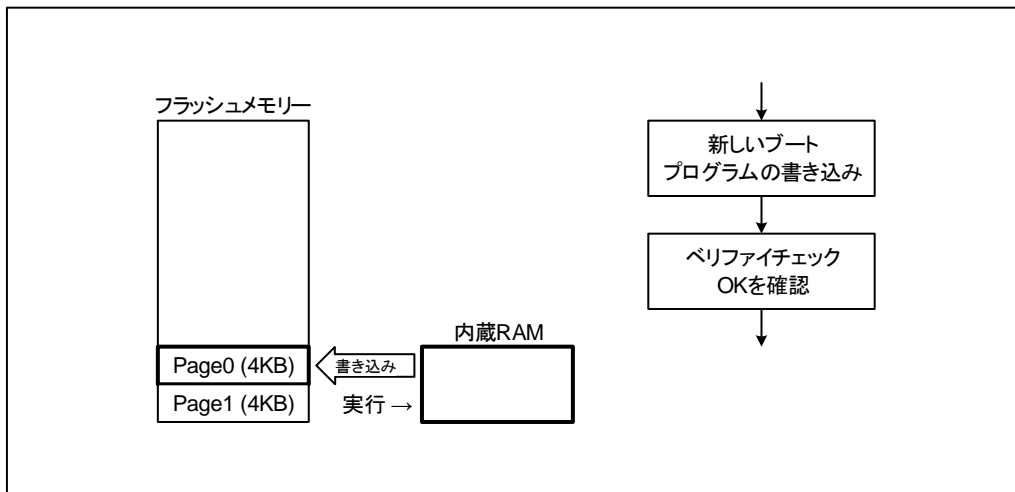 フラッシュメモリー
Page0 (4KB)
Page1 (4KB)
書き込み
実行 →
内蔵RAM
新しいブート
プログラムの書き込み
ベリファイチェック
OKを確認